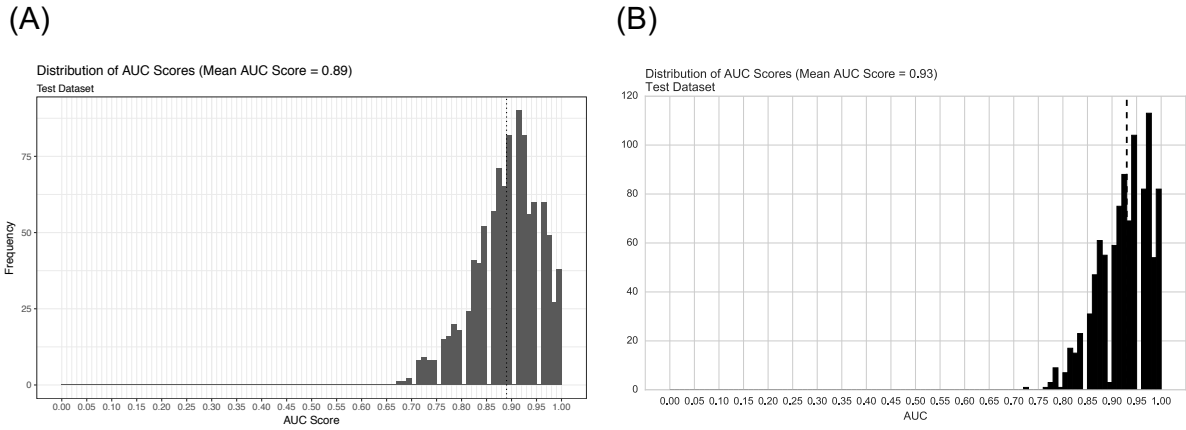 (A)
Distribution of AUC Scores (Mean AUC Score = 0.89)
Test Dataset
Frequency
75
50
25
0
0.00 0.05 0.10 0.15 0.20 0.25 0.30 0.35 0.40 0.45 0.50 0.55 0.60 0.65 0.70 0.75 0.80 0.85 0.90 0.95 1.00
AUC Score
(B)
Distribution of AUC Scores (Mean AUC Score = 0.93)
Test Dataset
120
100
80
60
40
20
0
0.00 0.05 0.10 0.15 0.20 0.25 0.30 0.35 0.40 0.45 0.50 0.55 0.60 0.65 0.70 0.75 0.80 0.85 0.90 0.95 1.00
AUC